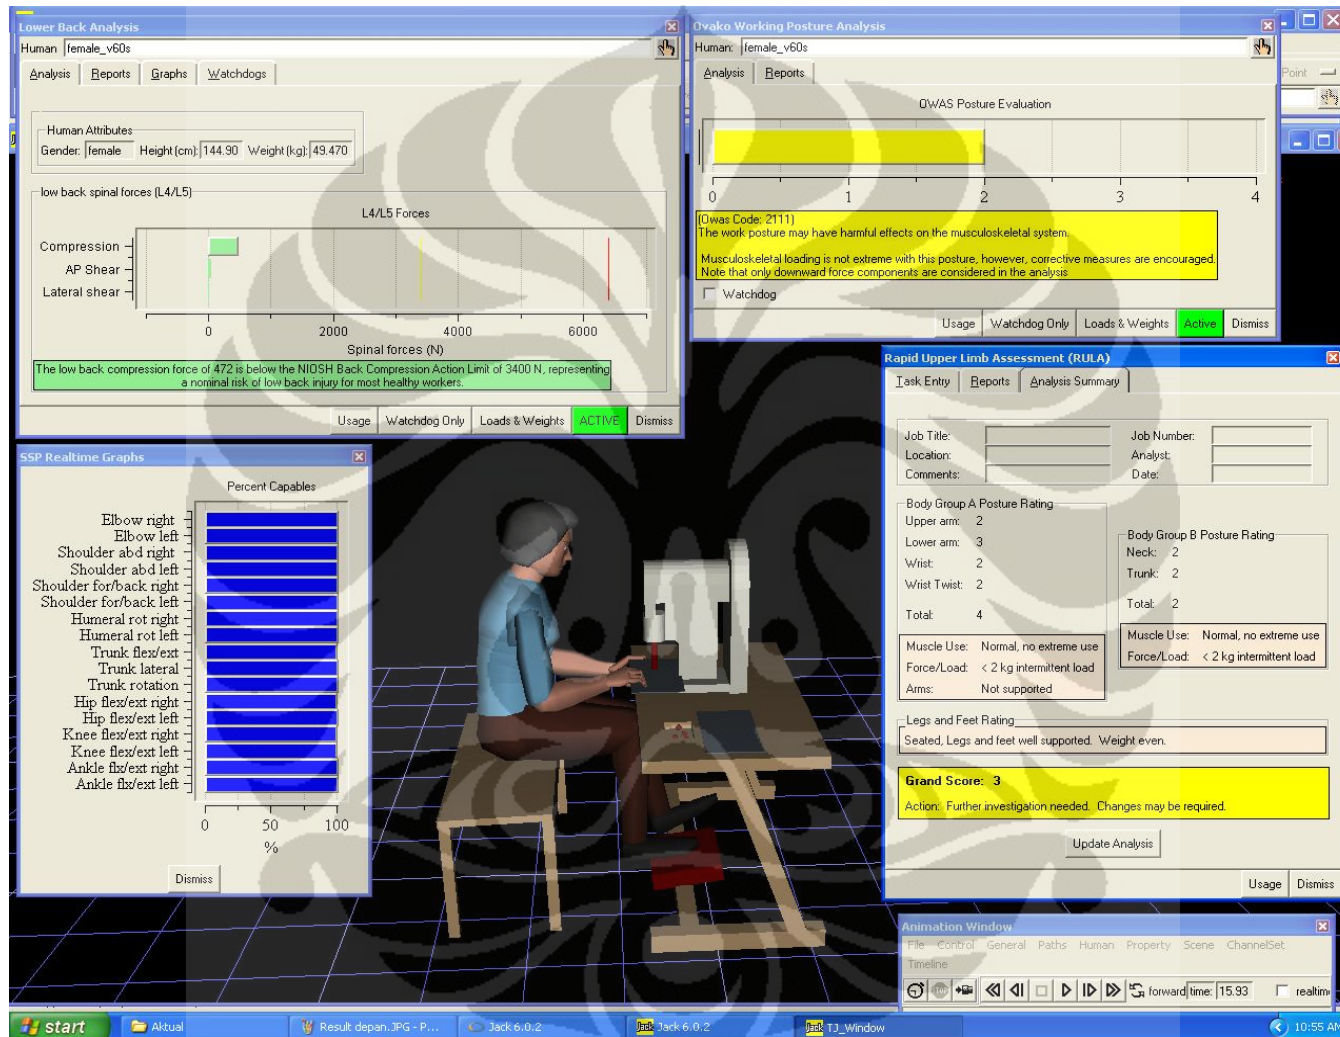 Lower Back Analysis
Human female_v60s
Analysis Reports Graphs Watchdogs
Human Attributes
Gender: female Height (cm): 144.90 Weight (kg): 49.470
low back spinal forces (L4/L5)
L4/L5 Forces
Compression
AP Shear
Lateral shear
0 2000 4000 6000
Spinal forces (N)
The low back compression force of 472 is below the NIOSH Back Compression Action Limit of 3400 N, representing
a nominal risk of low back injury for most healthy workers.
Usage Watchdog Only Loads & Weights ACTIVE Dismiss
Ovako Working Posture Analysis
Human: female_v60s
Analysis Reports
OWAS Posture Evaluation
0 1 2 3 4
(Owas Code: 2111)
The work posture may have harmful effects on the musculoskeletal system.
Musculoskeletal loading is not extreme with this posture, however, corrective measures are encouraged.
Note that only downward force components are considered in the analysis
Watchdog
Usage Watchdog Only Loads & Weights Active Dismiss
Point
SSP Realtime Graphs
Percent Capables
Elbow right
Elbow left
Shoulder abd right
Shoulder abd left
Shoulder for/back right
Shoulder for/back left
Humeral rot right
Humeral rot left
Trunk flex/ext
Trunk lateral
Trunk rotation
Hip flex/ext right
Hip flex/ext left
Knee flex/ext right
Knee flex/ext left
Ankle flx/ext right
Ankle flx/ext left
0 50 100
%
Dismiss
Rapid Upper Limb Assessment (RULA)
Task Entry Reports Analysis Summary
Job Title: Job Number:
Location: Analyst:
Comments: Date:
Body Group A Posture Rating
Upper arm: 2
Lower arm: 3
Wrist: 2
Wrist Twist: 2
Total: 4
Muscle Use: Normal, no extreme use
Force/Load: < 2 kg intermittent load
Arms: Not supported
Body Group B Posture Rating
Neck: 2
Trunk: 2
Total: 2
Muscle Use: Normal, no extreme use
Force/Load: < 2 kg intermittent load
Legs and Feet Rating
Seated, Legs and feet well supported. Weight even.
Grand Score: 3
Action: Further investigation needed. Changes may be required.
Update Analysis
Usage Dismiss
Animation Window
File Control General Paths Human Property Scene ChannelSet
Timeline
forward time: 15.93 realtim
start Aktual Result depan.JPG - P... Jack 6.0.2 Jack 6.0.2 TJ_Window 10:55 AM